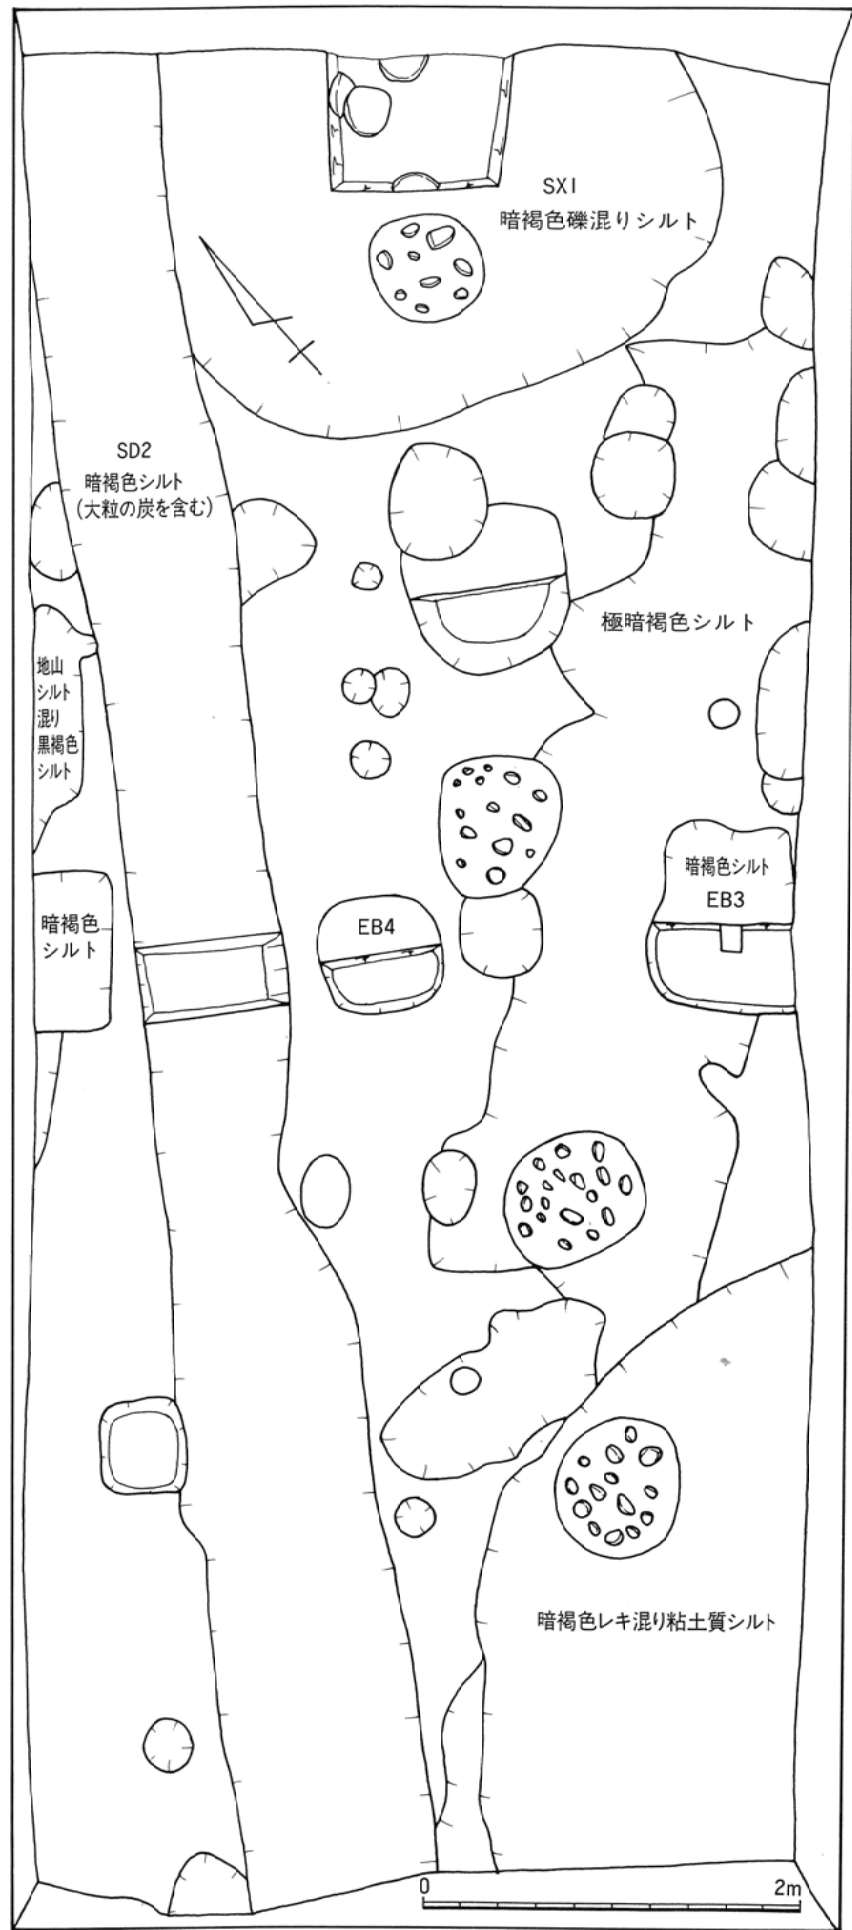 SX1
暗褐色礫混りシルト
SD2
暗褐色シルト
(大粒の炭を含む)
極暗褐色シルト
地山
シルト
混り
黒褐色
シルト
暗褐色シルト
EB3
暗褐色
シルト
EB4
暗褐色レキ混り粘土質シルト
0 2m